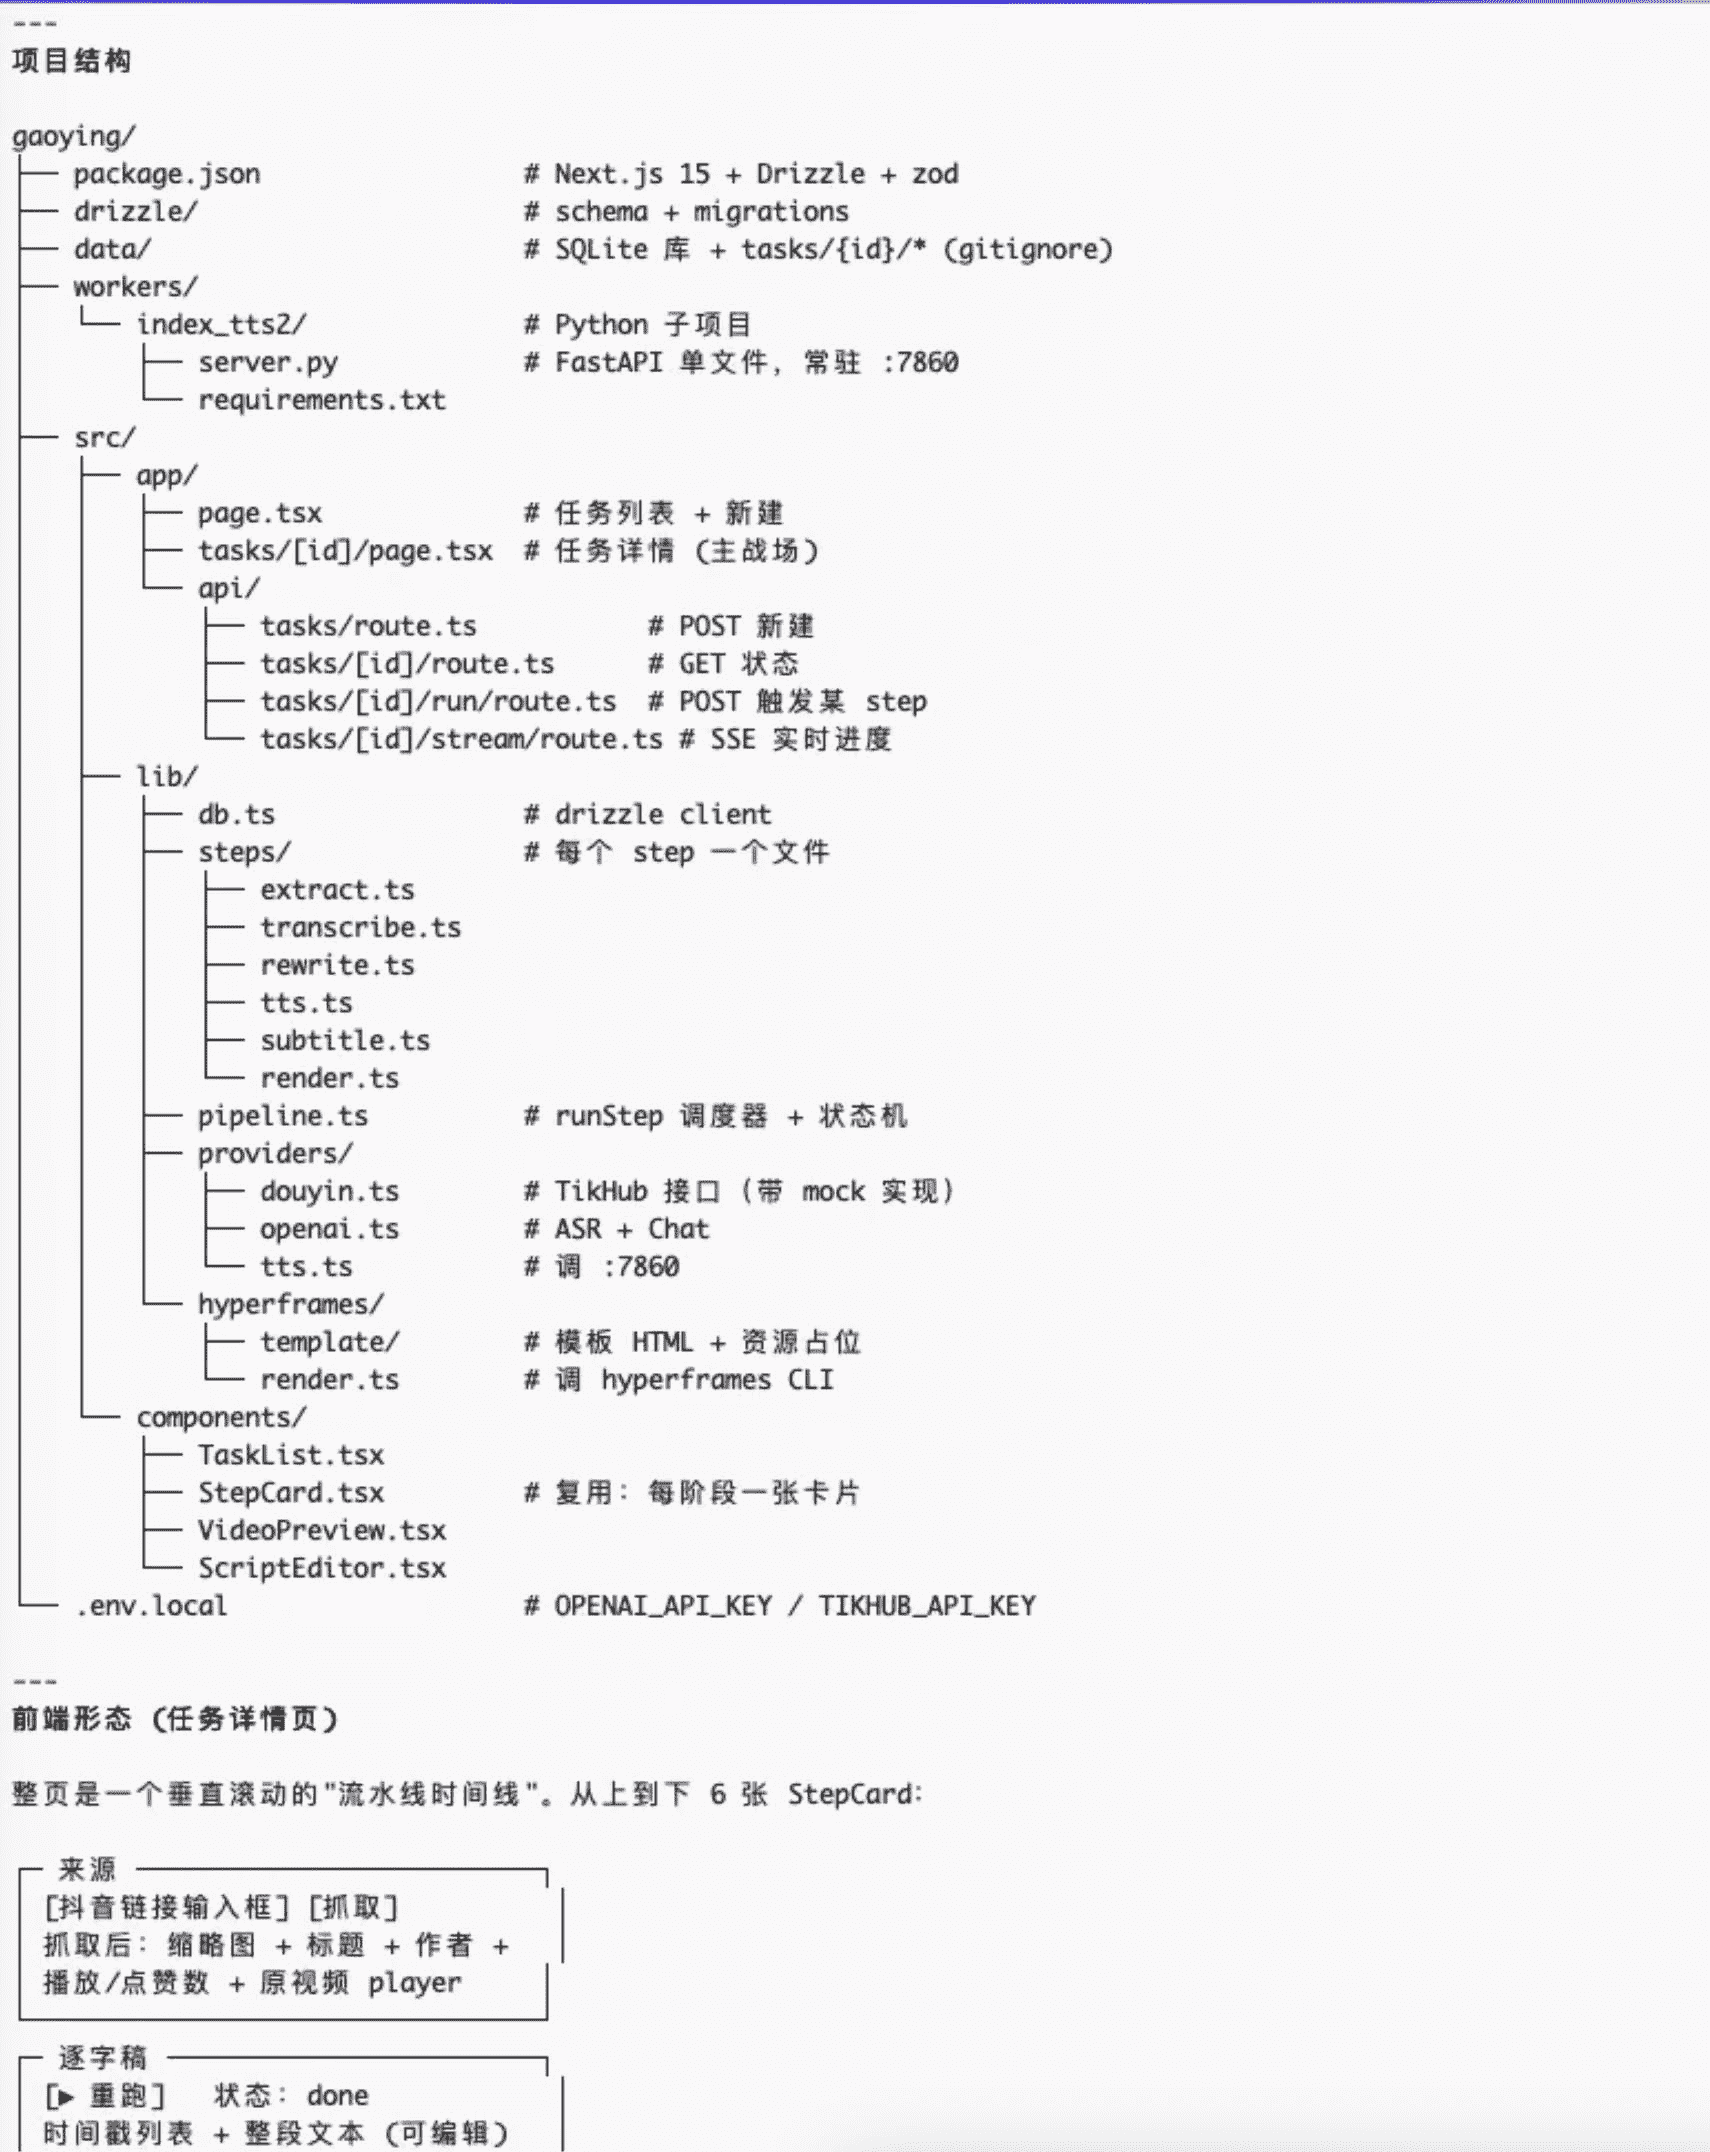 ---
项目结构
gaoying/
├── package.json                 # Next.js 15 + Drizzle + zod
├── drizzle/                     # schema + migrations
├── data/                        # SQLite 库 + tasks/{id}/* (gitignore)
├── workers/
│   └── index_tts2/              # Python 子项目
│       ├── server.py            # FastAPI 单文件, 常驻 :7860
│       └── requirements.txt
├── src/
│   ├── app/
│   │   ├── page.tsx             # 任务列表 + 新建
│   │   ├── tasks/[id]/page.tsx  # 任务详情 (主战场)
│   │   └── api/
│   │       ├── tasks/route.ts           # POST 新建
│   │       ├── tasks/[id]/route.ts      # GET 状态
│   │       ├── tasks/[id]/run/route.ts  # POST 触发某 step
│   │       └── tasks/[id]/stream/route.ts # SSE 实时进度
│   ├── lib/
│   │   ├── db.ts                # drizzle client
│   │   ├── steps/               # 每个 step 一个文件
│   │   │   ├── extract.ts
│   │   │   ├── transcribe.ts
│   │   │   ├── rewrite.ts
│   │   │   ├── tts.ts
│   │   │   ├── subtitle.ts
│   │   │   └── render.ts
│   │   ├── pipeline.ts          # runStep 调度器 + 状态机
│   │   ├── providers/
│   │   │   ├── douyin.ts        # TikHub 接口 (带 mock 实现)
│   │   │   ├── openai.ts        # ASR + Chat
│   │   │   └── tts.ts           # 调 :7860
│   │   └── hyperframes/
│   │       ├── template/        # 模板 HTML + 资源占位
│   │       └── render.ts        # 调 hyperframes CLI
│   └── components/
│       ├── TaskList.tsx
│       ├── StepCard.tsx         # 复用: 每阶段一张卡片
│       ├── VideoPreview.tsx
│       └── ScriptEditor.tsx
└── .env.local                   # OPENAI_API_KEY / TIKHUB_API_KEY
---
前端形态 (任务详情页)
整页是一个垂直滚动的"流水线时间线"。从上到下 6 张 StepCard:
来源
[抖音链接输入框] [抓取]
抓取后: 缩略图 + 标题 + 作者 +
播放/点赞数 + 原视频 player
逐字稿
[▶ 重跑]   状态: done
时间戳列表 + 整段文本 (可编辑)